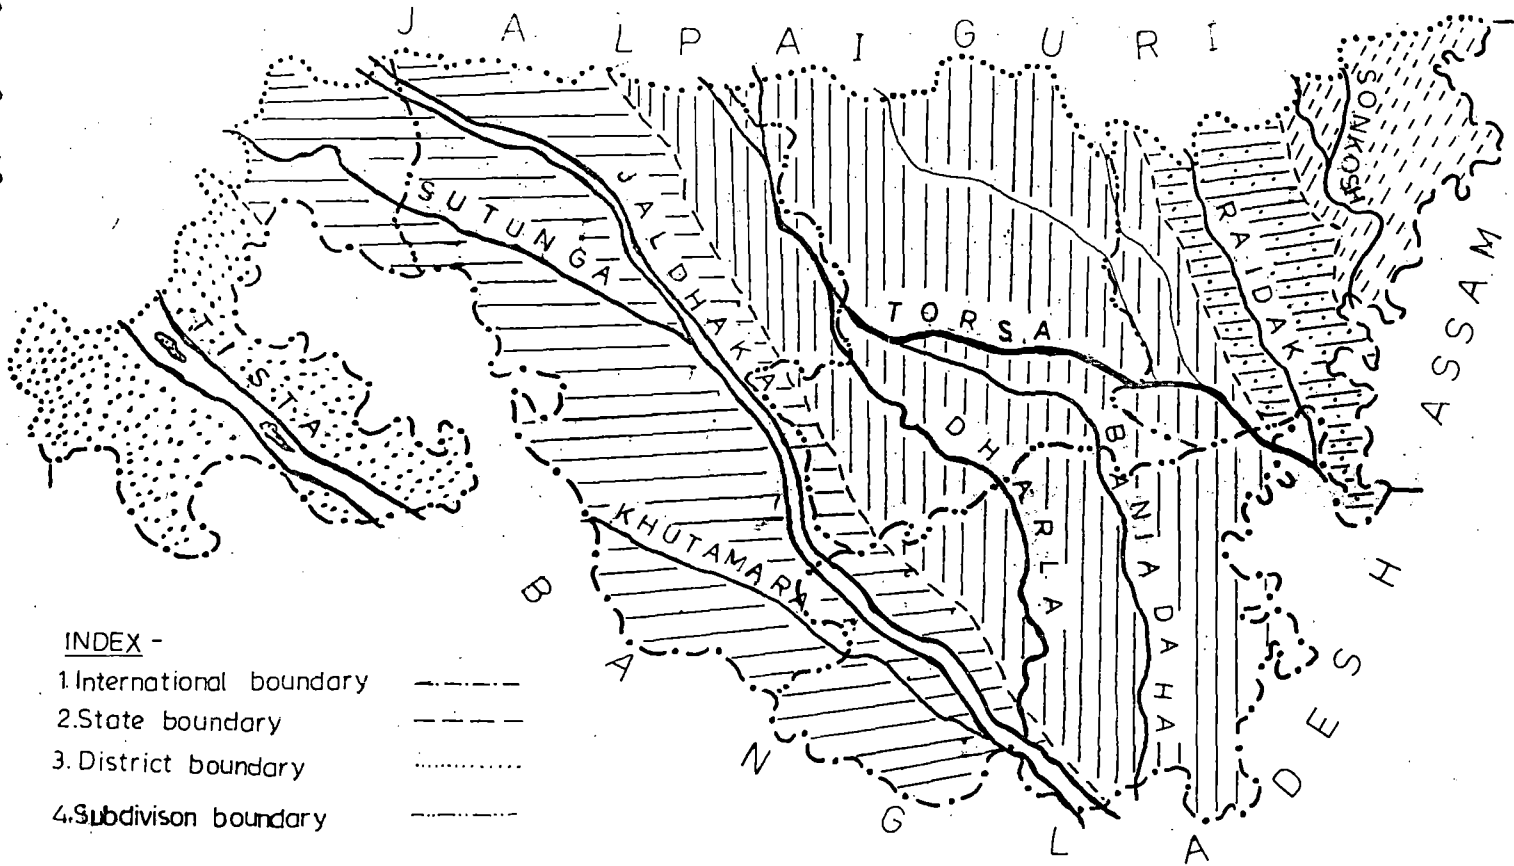 JALPAIGURI
SONKOSH
RAIDAK
JALDHAKA
SUTUNGA
TORSA
TISTA
DHARLA
BANIADAHA
KHUTAMARA
ASSAM
BANGLADESH
INDEX -
1. International boundary
2. State boundary
3. District boundary
4. Subdivison boundary